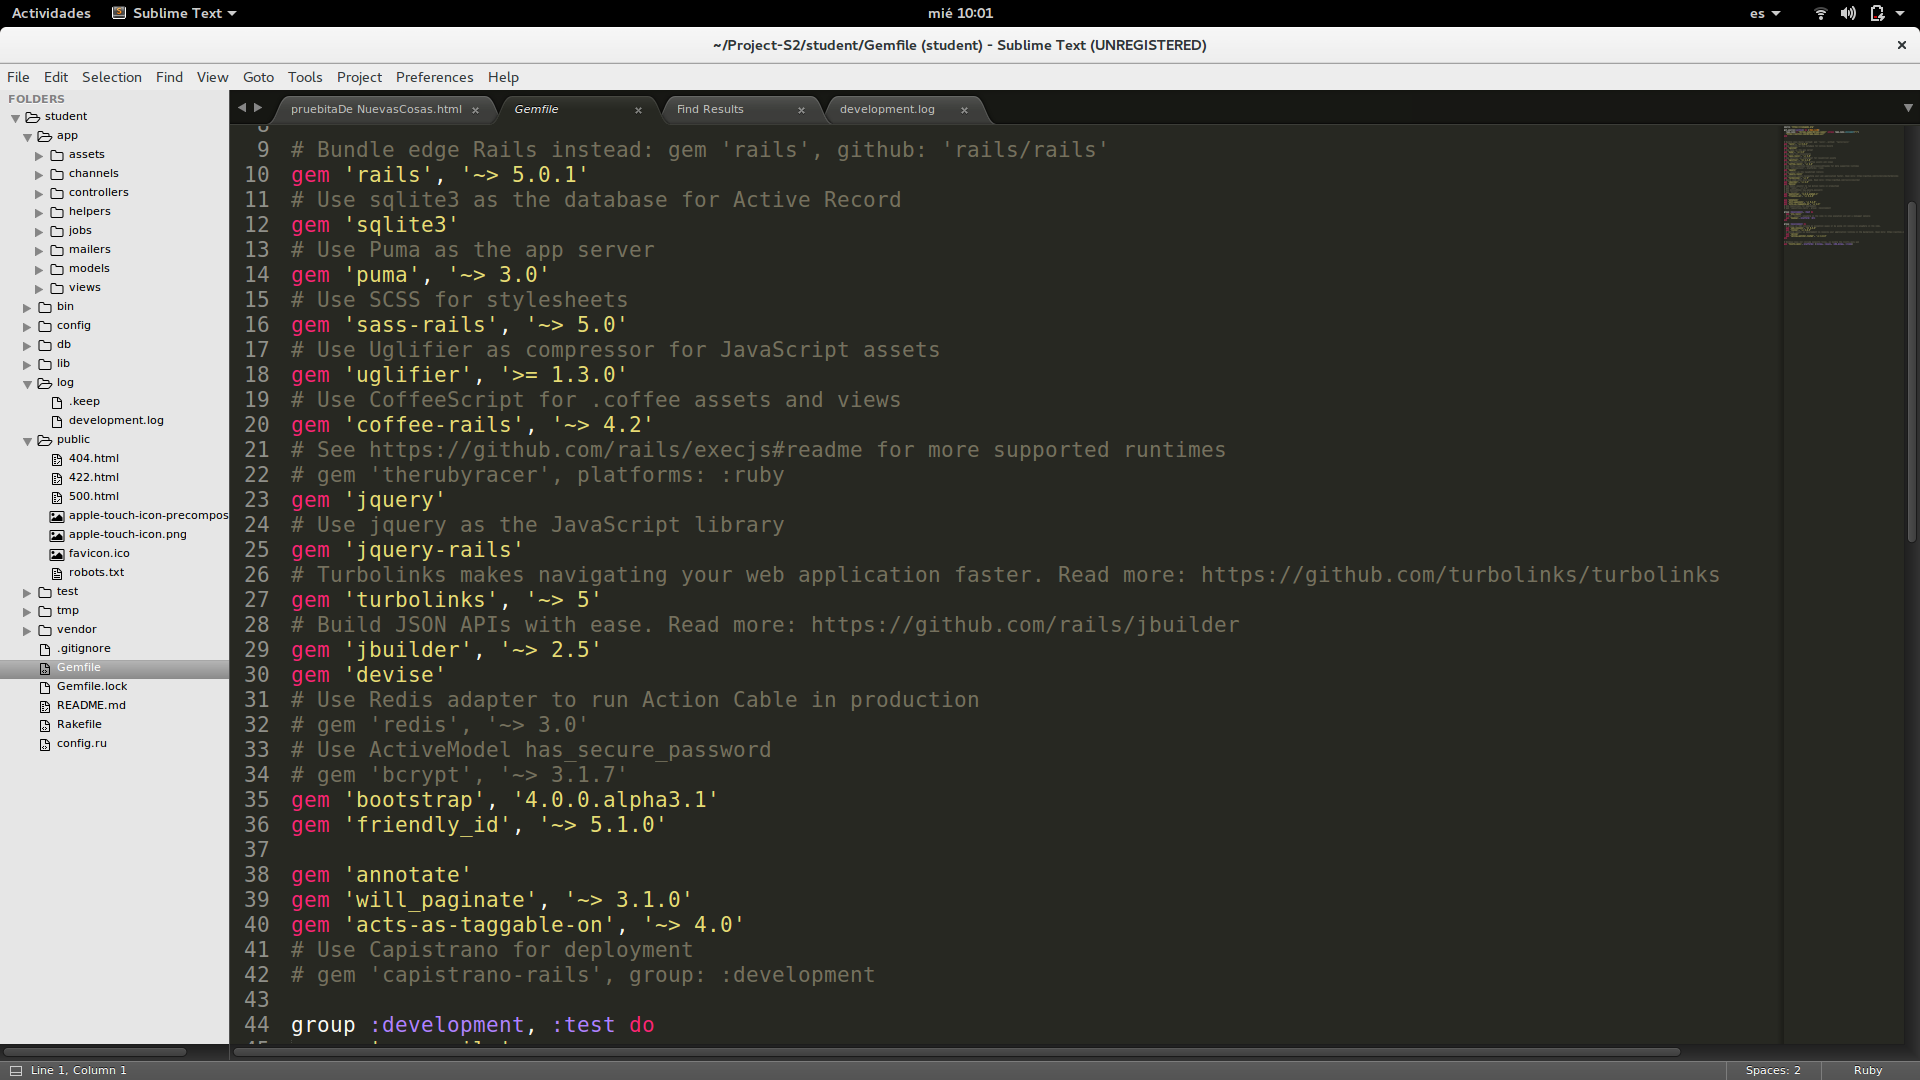 Actividades
Sublime Text
mié 10:01
es
~/Project-S2/student/Gemfile (student) - Sublime Text (UNREGISTERED)
File Edit Selection Find View Goto Tools Project Preferences Help
FOLDERS
student
app
assets
channels
controllers
helpers
jobs
mailers
models
views
bin
config
db
lib
log
.keep
development.log
public
404.html
422.html
500.html
apple-touch-icon-precompos
apple-touch-icon.png
favicon.ico
robots.txt
test
tmp
vendor
.gitignore
Gemfile
Gemfile.lock
README.md
Rakefile
config.ru
pruebitaDe NuevasCosas.html
Gemfile
Find Results
development.log
9 # Bundle edge Rails instead: gem 'rails', github: 'rails/rails'
10 gem 'rails', '~> 5.0.1'
11 # Use sqlite3 as the database for Active Record
12 gem 'sqlite3'
13 # Use Puma as the app server
14 gem 'puma', '~> 3.0'
15 # Use SCSS for stylesheets
16 gem 'sass-rails', '~> 5.0'
17 # Use Uglifier as compressor for JavaScript assets
18 gem 'uglifier', '>= 1.3.0'
19 # Use CoffeeScript for .coffee assets and views
20 gem 'coffee-rails', '~> 4.2'
21 # See https://github.com/rails/execjs#readme for more supported runtimes
22 # gem 'therubyracer', platforms: :ruby
23 gem 'jquery'
24 # Use jquery as the JavaScript library
25 gem 'jquery-rails'
26 # Turbolinks makes navigating your web application faster. Read more: https://github.com/turbolinks/turbolinks
27 gem 'turbolinks', '~> 5'
28 # Build JSON APIs with ease. Read more: https://github.com/rails/jbuilder
29 gem 'jbuilder', '~> 2.5'
30 gem 'devise'
31 # Use Redis adapter to run Action Cable in production
32 # gem 'redis', '~> 3.0'
33 # Use ActiveModel has_secure_password
34 # gem 'bcrypt', '~> 3.1.7'
35 gem 'bootstrap', '4.0.0.alpha3.1'
36 gem 'friendly_id', '~> 5.1.0'
37
38 gem 'annotate'
39 gem 'will_paginate', '~> 3.1.0'
40 gem 'acts-as-taggable-on', '~> 4.0'
41 # Use Capistrano for deployment
42 # gem 'capistrano-rails', group: :development
43
44 group :development, :test do
Line 1, Column 1
Spaces: 2
Ruby